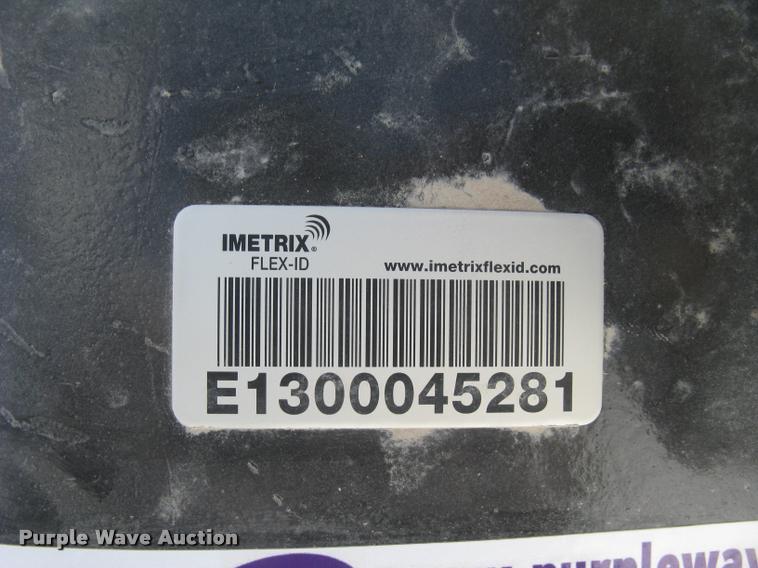 IMETRIX®
FLEX-ID
www.imetrixflexid.com
E1300045281
Purple Wave Auction®